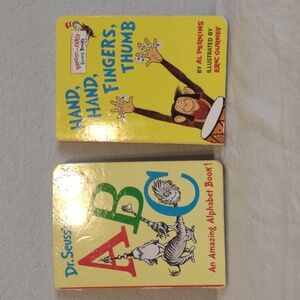 HAND,
HAND,
FINGERS,
THUMB
BY AL PERKINS
ILLUSTRATED BY
ERIC GURNEY
Dr. Seuss's
ABC
An Amazing Alphabet Book!